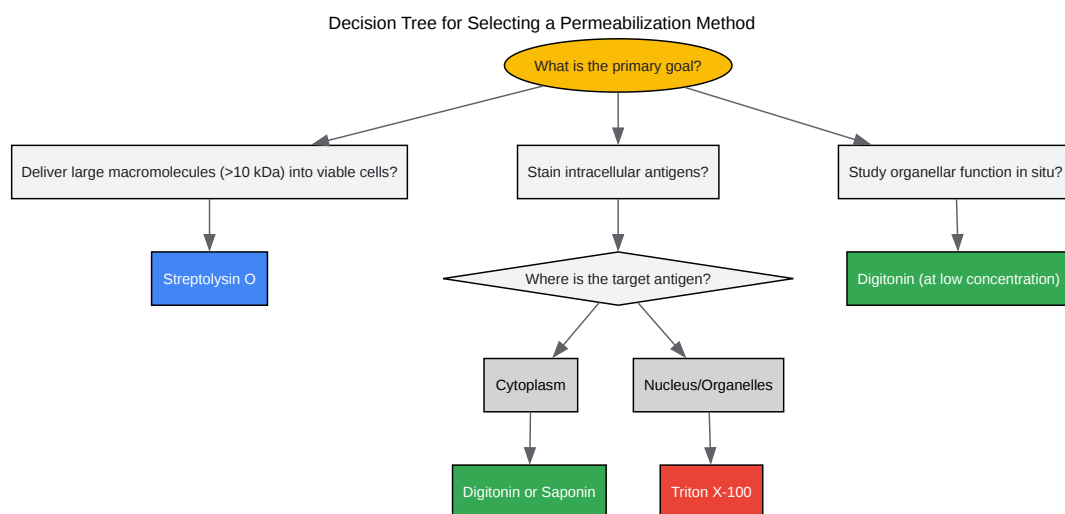 Decision Tree for Selecting a Permeabilization Method
What is the primary goal?
Deliver large macromolecules (>10 kDa) into viable cells?
Stain intracellular antigens?
Study organellar function in situ?
Streptolysin O
Where is the target antigen?
Digitonin (at low concentration)
Cytoplasm
Nucleus/Organelles
Digitonin or Saponin
Triton X-100